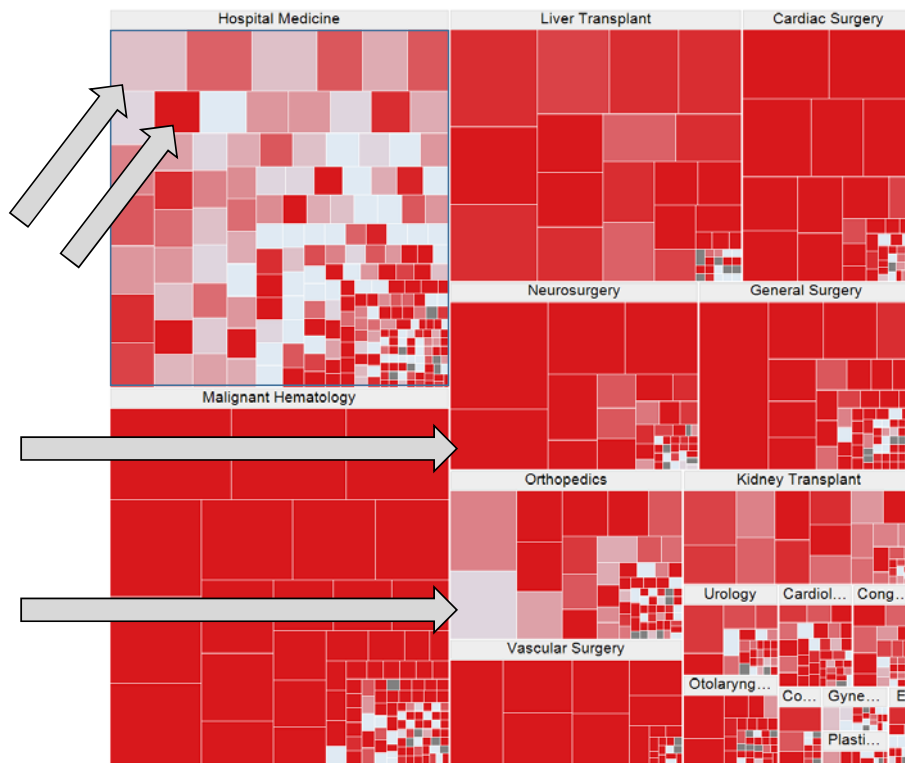 Hospital Medicine
Liver Transplant
Cardiac Surgery
Neurosurgery
General Surgery
Malignant Hematology
Orthopedics
Kidney Transplant
Urology
Cardiol...
Cong...
Vascular Surgery
Otolaryng...
Co...
Gyne...
E
Plasti...